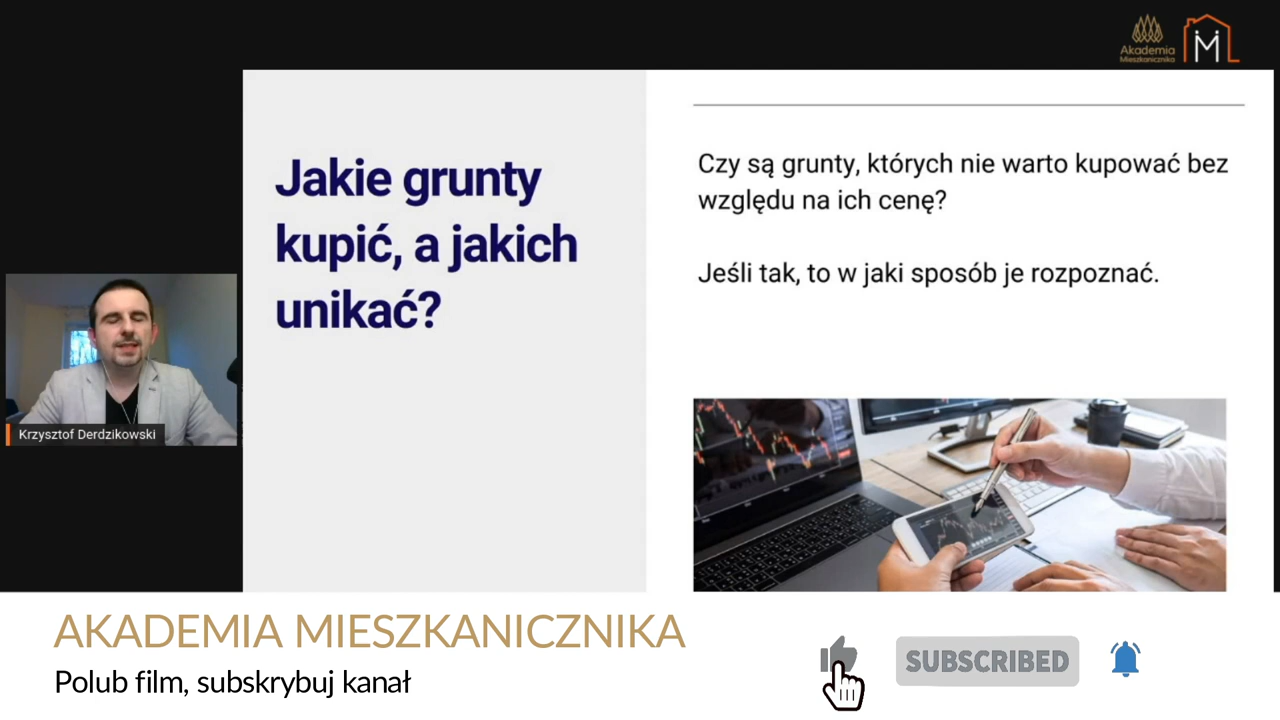 Akademia
Mieszkanicznika
Jakie grunty
kupić, a jakich
unikać?
Czy są grunty, których nie warto kupować bez
względu na ich cenę?
Jeśli tak, to w jaki sposób je rozpoznać.
Krzysztof Derdzikowski
AKADEMIA MIESZKANICZNIKA
Polub film, subskrybuj kanał
SUBSCRIBED